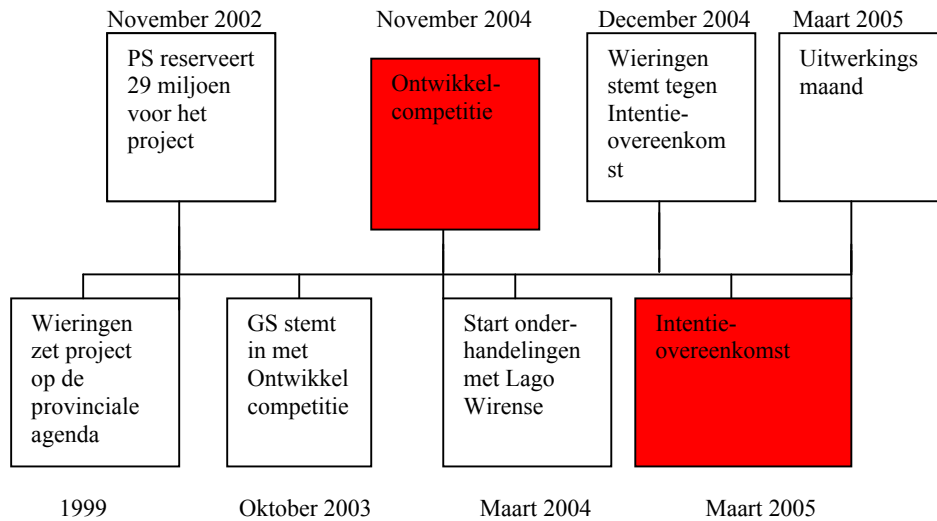 November 2002
November 2004
December 2004
Maart 2005
PS reserveert
29 miljoen
voor het
project
Ontwikkel-
competitie
Wieringen
stemt tegen
Intentie-
overeenkom
st
Uitwerkings
maand
Wieringen
zet project
op de
provinciale
agenda
GS stemt
in met
Ontwikkel
competitie
Start onder-
handelingen
met Lago
Wirense
Intentie-
overeenkomst
1999
Oktober 2003
Maart 2004
Maart 2005